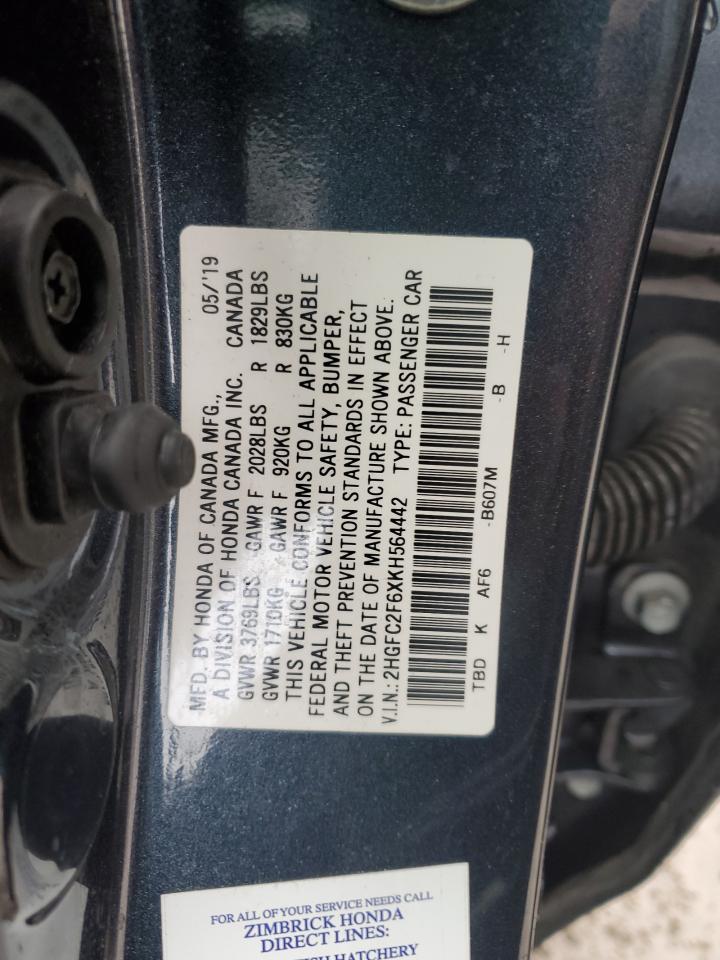 MFD. BY HONDA OF CANADA MFG., 05/'19
A DIVISION OF HONDA CANADA INC. CANADA
GVWR 3769LBS GAWR F 2028LBS R 1829LBS
GVWR 1710KG GAWR F 920KG R 830KG
THIS VEHICLE CONFORMS TO ALL APPLICABLE
FEDERAL MOTOR VEHICLE SAFETY, BUMPER,
AND THEFT PREVENTION STANDARDS IN EFFECT
ON THE DATE OF MANUFACTURE SHOWN ABOVE.
V.I.N.: 2HGFC2F6XKH564442 TYPE: PASSENGER CAR
TBD K AF6 -B607M -B -H
FOR ALL OF YOUR SERVICE NEEDS CALL
ZIMBRICK HONDA
DIRECT LINES:
HATCHERY